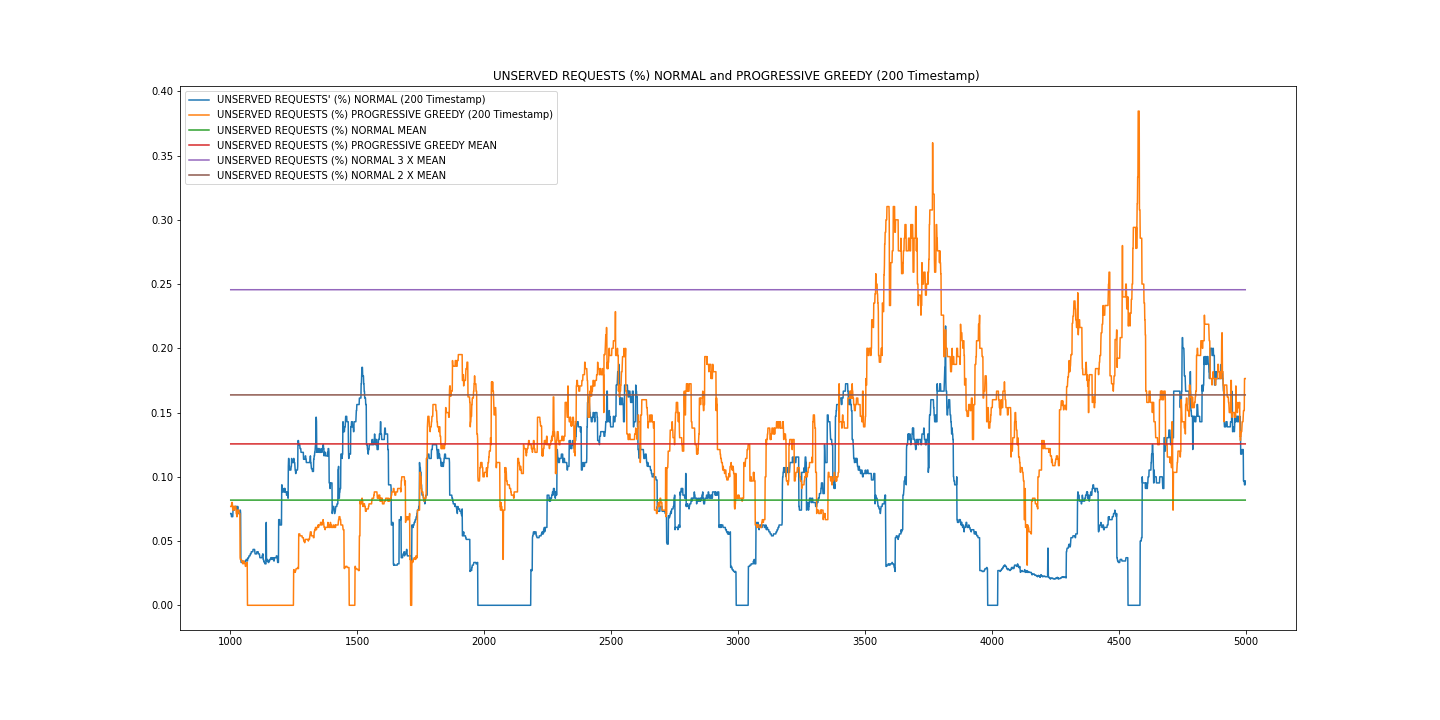 UNSERVED REQUESTS (%) NORMAL and PROGRESSIVE GREEDY (200 Timestamp)
0.40
0.35
0.30
0.25
0.20
0.15
0.10
0.05
0.00
UNSERVED REQUESTS' (%) NORMAL (200 Timestamp)
UNSERVED REQUESTS (%) PROGRESSIVE GREEDY (200 Timestamp)
UNSERVED REQUESTS (%) NORMAL MEAN
UNSERVED REQUESTS (%) PROGRESSIVE GREEDY MEAN
UNSERVED REQUESTS (%) NORMAL 3 X MEAN
UNSERVED REQUESTS (%) NORMAL 2 X MEAN
1000 1500 2000 2500 3000 3500 4000 4500 5000